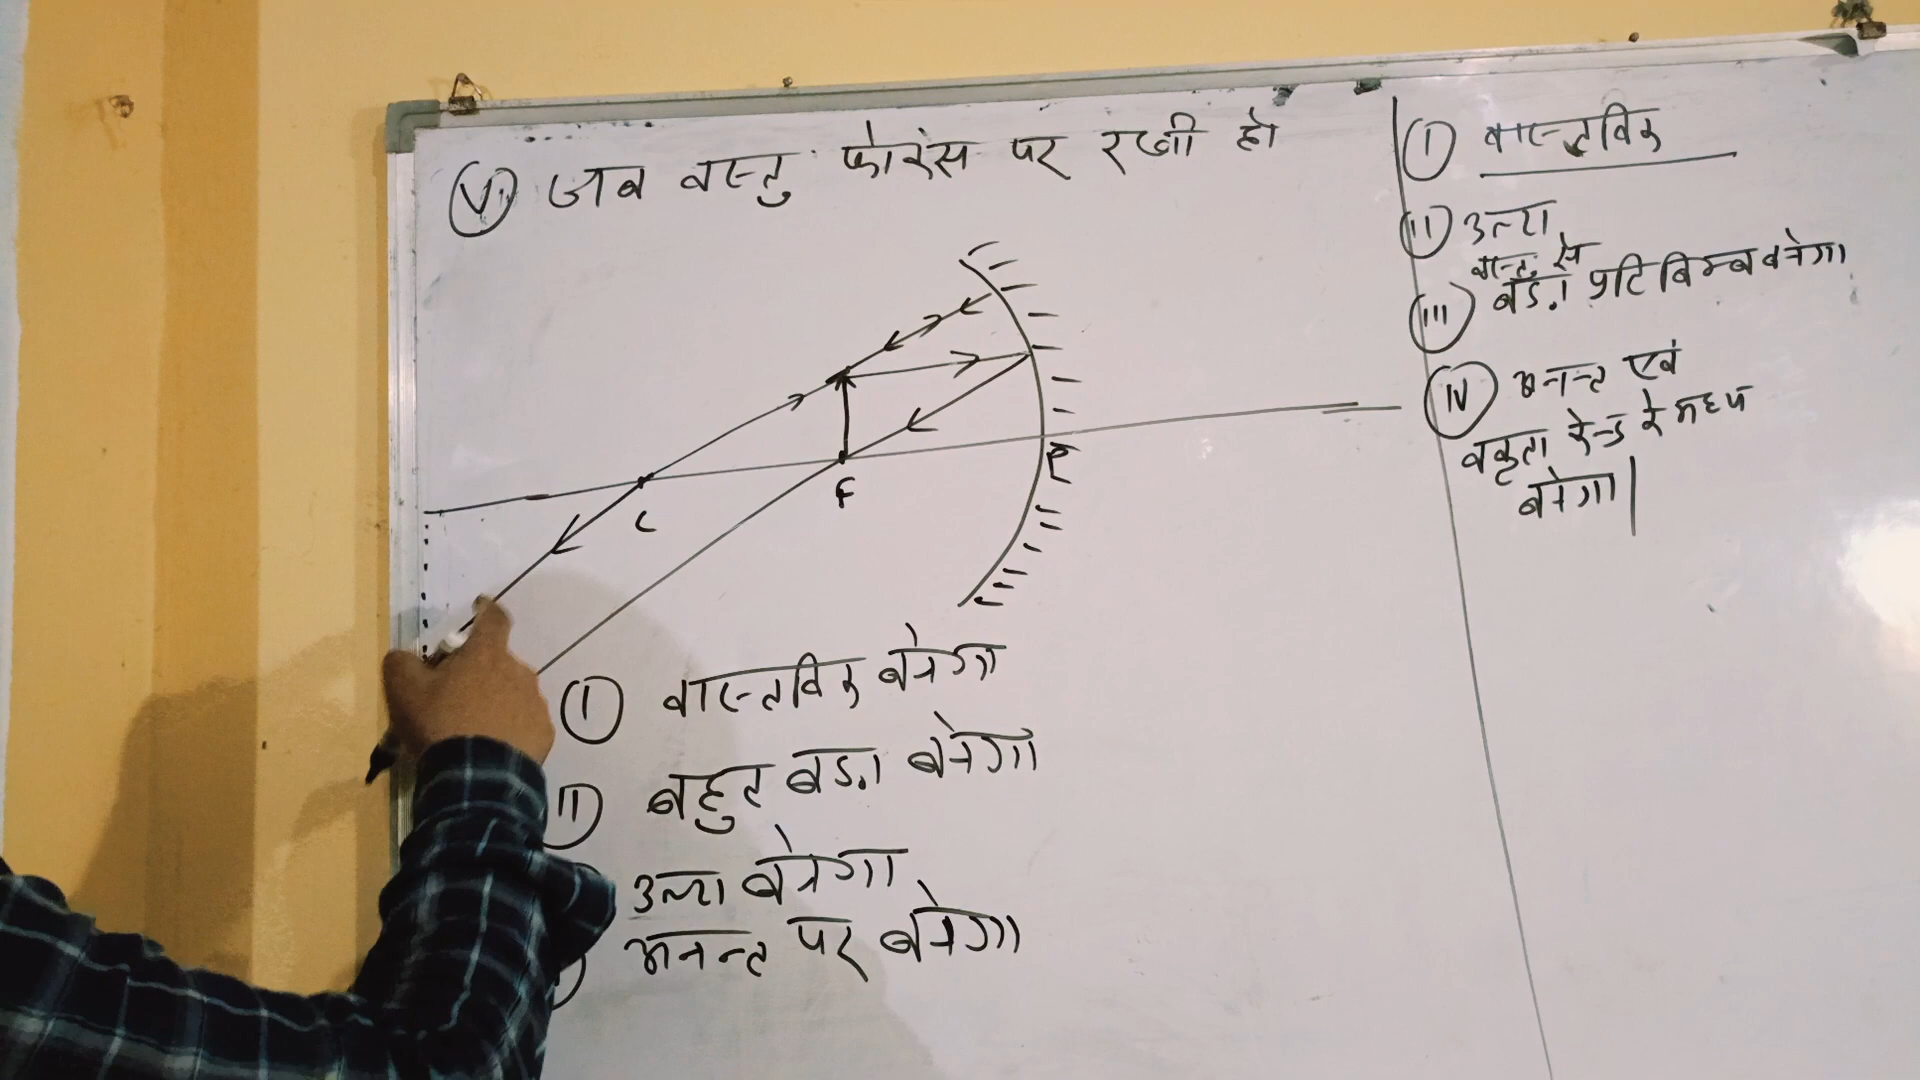 V जब वस्तु फोकस पर रखी हो
C
F
P
I वास्तविक बनेगा
II बहुत बड़ा बनेगा
उल्टा बनेगा
अनन्त पर बनेगा
I वास्तविक
II उल्टा
वस्तु से
III बड़ा प्रतिबिम्ब बनेगा
IV अनन्त एवं
वक्रता केन्द्र के मध्य
बनेगा|